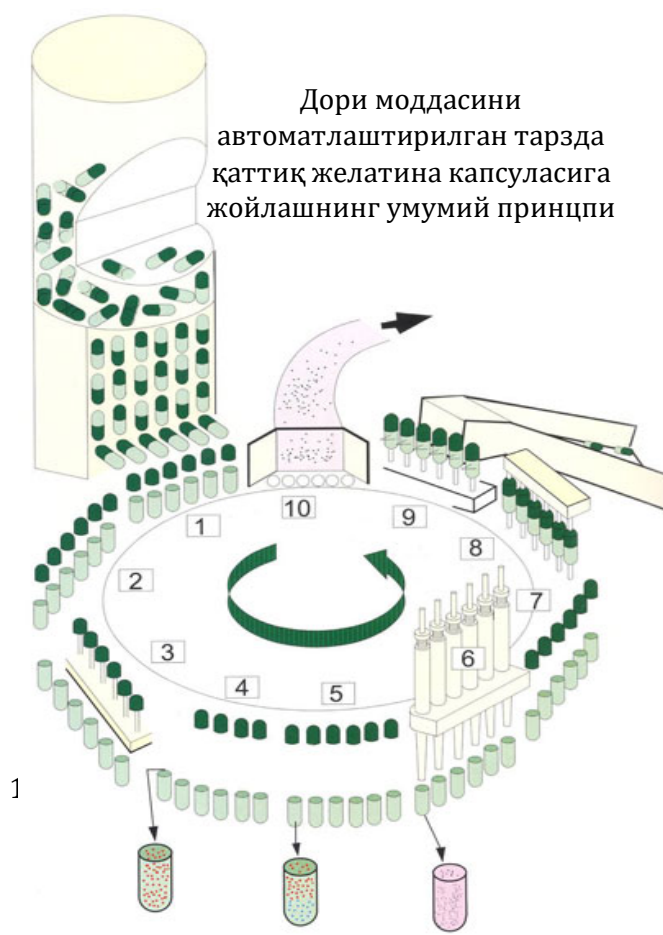 Дори моддасини
автоматлаштирилган тарзда
қаттиқ желатина капсуласига
жойлашнинг умумий принцпи
10
9
1
8
2
7
3
6
4
5
1